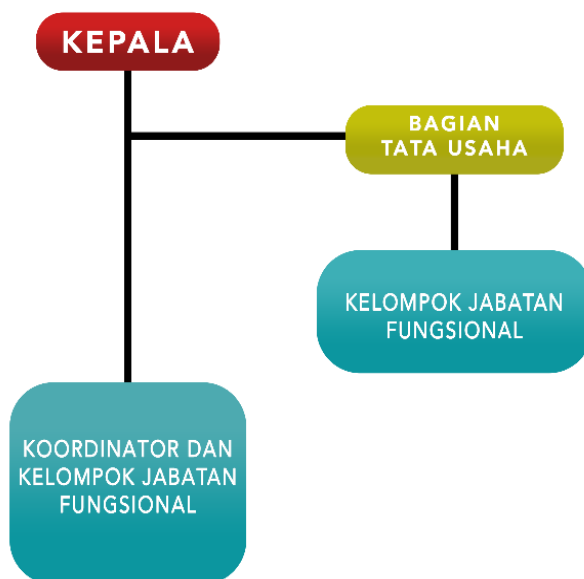 KEPALA
BAGIAN
TATA USAHA
KELOMPOK JABATAN
FUNGSIONAL
KOORDINATOR DAN
KELOMPOK JABATAN
FUNGSIONAL